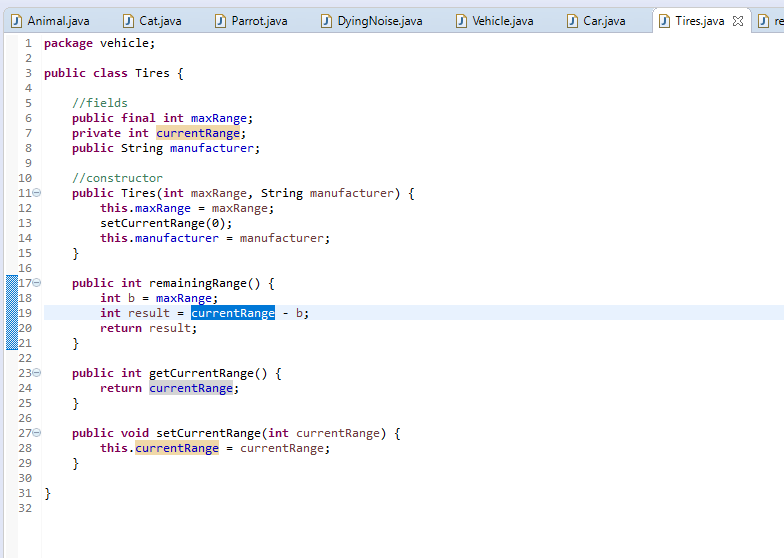 Animal.java Cat.java Parrot.java DyingNoise.java Vehicle.java Car.java Tires.java re
1 package vehicle;
2
3 public class Tires {
4
5 //fields
6 public final int maxRange;
7 private int currentRange;
8 public String manufacturer;
9
10 //constructor
11 public Tires(int maxRange, String manufacturer) {
12 this.maxRange = maxRange;
13 setCurrentRange(0);
14 this.manufacturer = manufacturer;
15 }
16
17 public int remainingRange() {
18 int b = maxRange;
19 int result = currentRange - b;
20 return result;
21 }
22
23 public int getCurrentRange() {
24 return currentRange;
25 }
26
27 public void setCurrentRange(int currentRange) {
28 this.currentRange = currentRange;
29 }
30
31 }
32